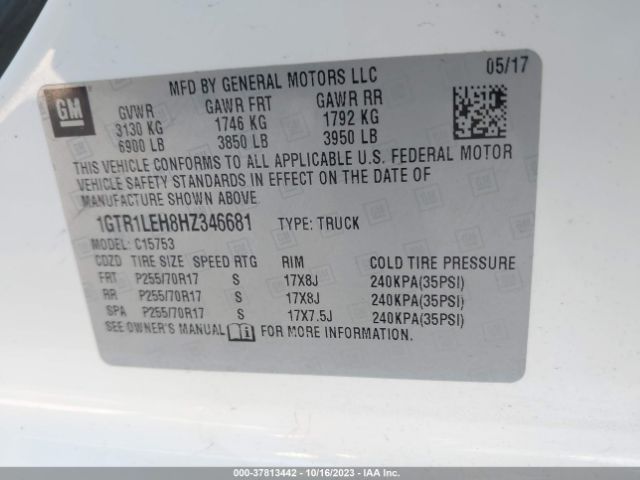 MFD BY GENERAL MOTORS LLC 05/17
GM
GVWR GAWR FRT GAWR RR
3130 KG 1746 KG 1792 KG
6900 LB 3850 LB 3950 LB
THIS VEHICLE CONFORMS TO ALL APPLICABLE U.S. FEDERAL MOTOR
VEHICLE SAFETY STANDARDS IN EFFECT ON THE DATE OF
MANUFACTURE SHOWN ABOVE.
1GTR1LEH8HZ346681 TYPE: TRUCK
MODEL: C15753
CDZD TIRE SIZE SPEED RTG RIM COLD TIRE PRESSURE
FRT P255/70R17 S 17X8J 240KPA(35PSI)
RR P255/70R17 S 17X8J 240KPA(35PSI)
SPA P255/70R17 S 17X7.5J 240KPA(35PSI)
SEE OWNER'S MANUAL FOR MORE INFORMATION.
000-37813442 - 10/16/2023 - IAAI.com